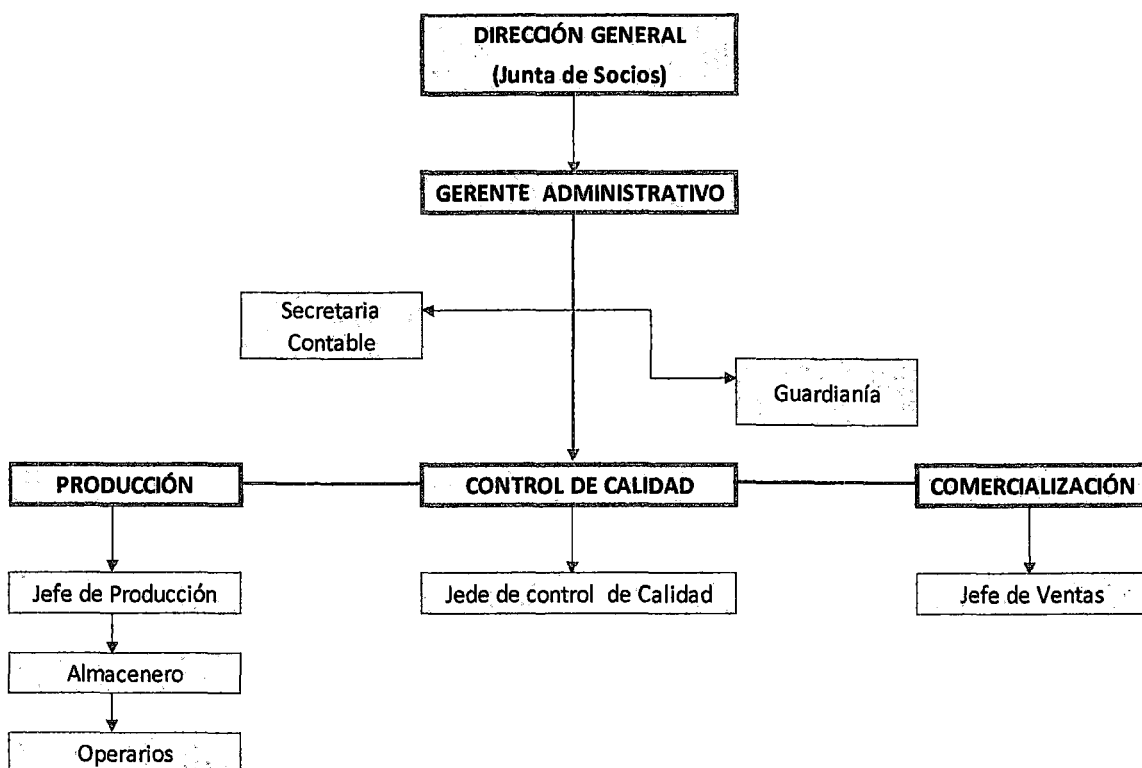 DIRECCIÓN GENERAL
(Junta de Socios)
GERENTE ADMINISTRATIVO
Secretaria
Contable
Guardianía
PRODUCCIÓN
CONTROL DE CALIDAD
COMERCIALIZACIÓN
Jefe de Producción
Jede de control de Calidad
Jefe de Ventas
Almacenero
Operarios